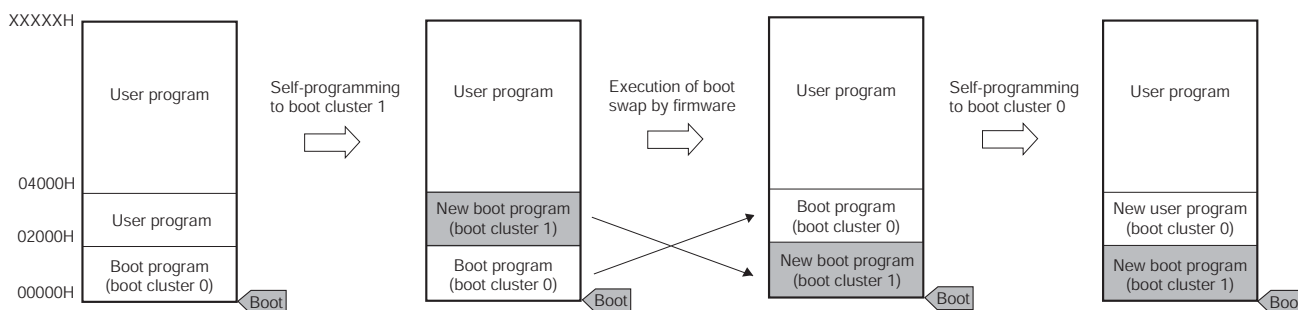 XXXXXH
User program
User program
Boot program
(boot cluster 0)
04000H
02000H
00000H
Boot
Self-programming
to boot cluster 1
User program
New boot program
(boot cluster 1)
Boot program
(boot cluster 0)
Boot
Execution of boot
swap by firmware
User program
Boot program
(boot cluster 0)
New boot program
(boot cluster 1)
Boot
Self-programming
to boot cluster 0
User program
New user program
(boot cluster 0)
New boot program
(boot cluster 1)
Boo